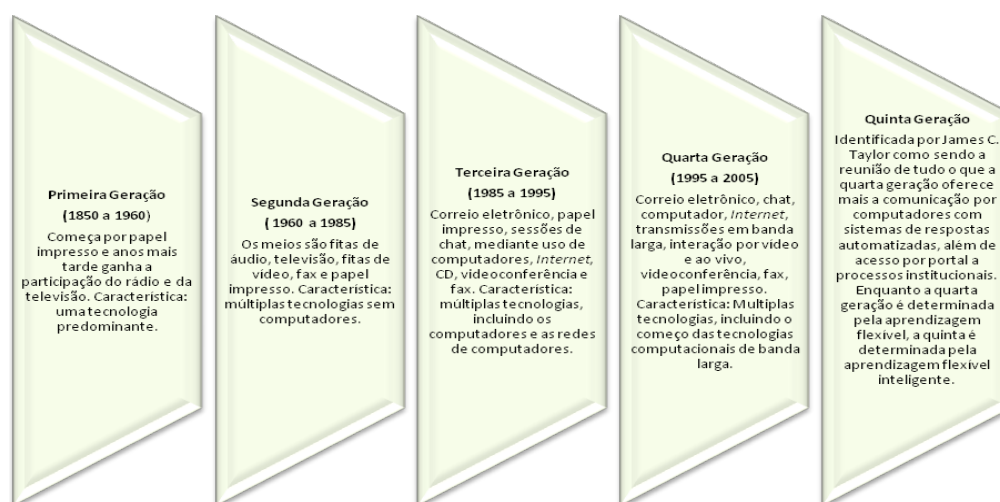 Primeira Geração
(1850 a 1960)
Começa por papel
impresso e anos mais
tarde ganha a
participação do rádio e da
televisão. Característica:
uma tecnologia
predominante.
Segunda Geração
( 1960 a 1985)
Os meios são fitas de
áudio, televisão, fitas de
vídeo, fax e papel
impresso. Característica:
múltiplas tecnologias sem
computadores.
Terceira Geração
(1985 a 1995)
Correio eletrônico, papel
impresso, sessões de
chat, mediante uso de
computadores, Internet,
CD, videoconferência e
fax. Característica:
múltiplas tecnologias,
incluindo os
computadores e as redes
de computadores.
Quarta Geração
(1995 a 2005)
Correio eletrônico, chat,
computador, Internet,
transmissões em banda
larga, interação por vídeo
e ao vivo,
videoconferência, fax,
papel impresso.
Característica: Multiplas
tecnologias, incluindo o
começo das tecnologias
computacionais de banda
larga.
Quinta Geração
Identificada por James C.
Taylor como sendo a
reunião de tudo o que a
quarta geração oferece
mais a comunicação por
computadores com
sistemas de respostas
automatizadas, além de
acesso por portal a
processos institucionais.
Enquanto a quarta
geração é determinada
pela aprendizagem
flexível, a quinta é
determinada pela
aprendizagem flexível
inteligente.